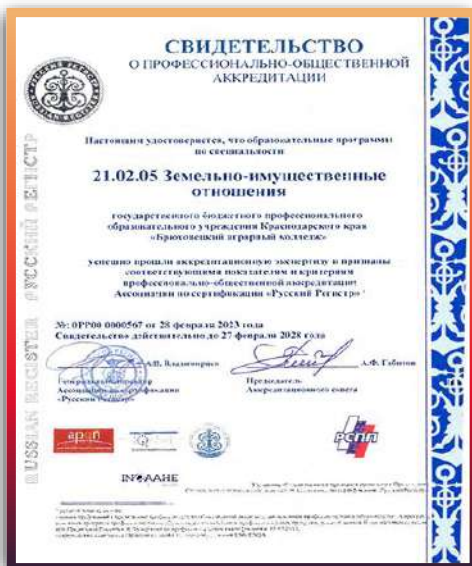 СВИДЕТЕЛЬСТВО
О ПРОФЕССИОНАЛЬНО-ОБЩЕСТВЕННОЙ
АККРЕДИТАЦИИ
Настоящим удостоверяется, что образовательные программы
по специальности
21.02.05 Земельно-имущественные
отношения
государственного бюджетного профессионального
образовательного учреждения Краснодарского края
«Брюховецкий аграрный колледж»
успешно прошли аккредитационную экспертизу и признаны
соответствующими показателям и критериям
профессионально-общественной аккредитации
Ассоциации по сертификации «Русский Регистр»
№: 0РР00 0000567 от 28 февраля 2023 года
Свидетельство действительно до 27 февраля 2028 года
А.В. Владимирцев
А.Ф.
Генеральный директор
Ассоциации по сертификации
«Русский Регистр»
Председатель
Аккредитационного совета
РСПП
INQAAHE
RUSSIAN REGISTER РУССКИЙ РЕГИСТР